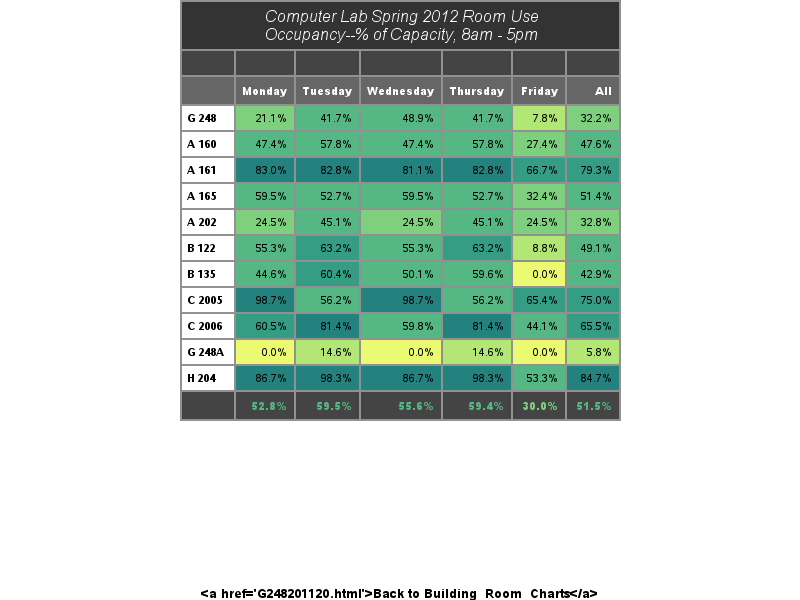 Computer Lab Spring 2012 Room Use
Occupancy--% of Capacity, 8am - 5pm
Monday Tuesday Wednesday Thursday Friday All
G 248 21.1% 41.7% 48.9% 41.7% 7.8% 32.2%
A 160 47.4% 57.8% 47.4% 57.8% 27.4% 47.6%
A 161 83.0% 82.8% 81.1% 82.8% 66.7% 79.3%
A 165 59.5% 52.7% 59.5% 52.7% 32.4% 51.4%
A 202 24.5% 45.1% 24.5% 45.1% 24.5% 32.8%
B 122 55.3% 63.2% 55.3% 63.2% 8.8% 49.1%
B 135 44.6% 60.4% 50.1% 59.6% 0.0% 42.9%
C 2005 98.7% 56.2% 98.7% 56.2% 65.4% 75.0%
C 2006 60.5% 81.4% 59.8% 81.4% 44.1% 65.5%
G 248A 0.0% 14.6% 0.0% 14.6% 0.0% 5.8%
H 204 86.7% 98.3% 86.7% 98.3% 53.3% 84.7%
52.8% 59.5% 55.6% 59.4% 30.0% 51.5%
<a href='G248201120.html'>Back to Building_Room_Charts</a>